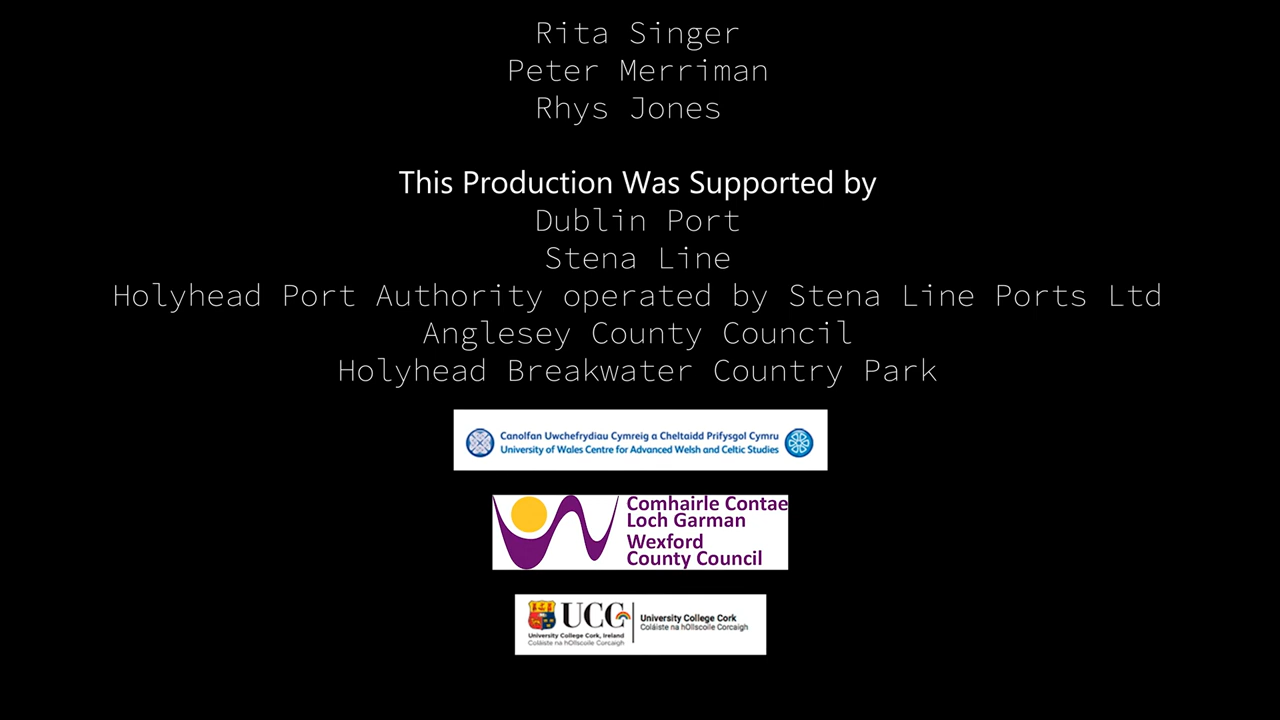 Rita Singer
Peter Merriman
Rhys Jones
This Production Was Supported by
Dublin Port
Stena Line
Holyhead Port Authority operated by Stena Line Ports Ltd
Anglesey County Council
Holyhead Breakwater Country Park
Canolfan Uwchefrydiau Cymreig a Cheltaidd Prifysgol Cymru
University of Wales Centre for Advanced Welsh and Celtic Studies
Comhairle Contae
Loch Garman
Wexford
County Council
UCC
University College Cork, Ireland
Coláiste na hOllscoile Corcaigh
University College Cork
Coláiste na hOllscoile Corcaigh